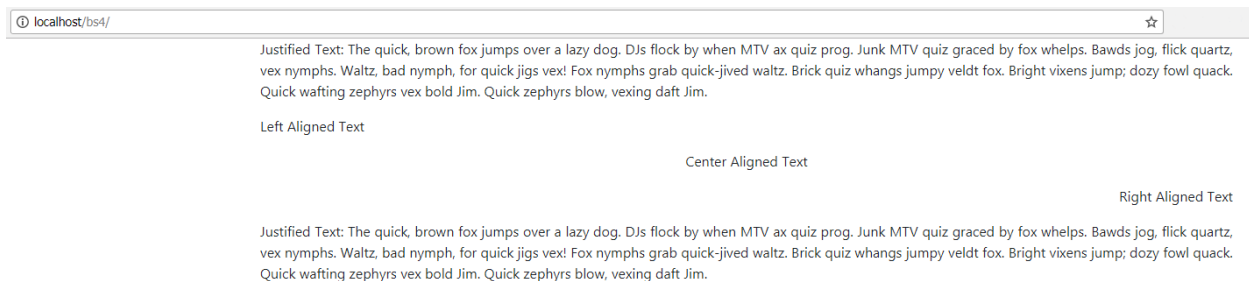 localhost/bs4/
Justified Text: The quick, brown fox jumps over a lazy dog. DJs flock by when MTV ax quiz prog. Junk MTV quiz graced by fox whelps. Bawds jog, flick quartz,
vex nymphs. Waltz, bad nymph, for quick jigs vex! Fox nymphs grab quick-jived waltz. Brick quiz whangs jumpy veldt fox. Bright vixens jump; dozy fowl quack.
Quick wafting zephyrs vex bold Jim. Quick zephyrs blow, vexing daft Jim.
Left Aligned Text
Center Aligned Text
Right Aligned Text
Justified Text: The quick, brown fox jumps over a lazy dog. DJs flock by when MTV ax quiz prog. Junk MTV quiz graced by fox whelps. Bawds jog, flick quartz,
vex nymphs. Waltz, bad nymph, for quick jigs vex! Fox nymphs grab quick-jived waltz. Brick quiz whangs jumpy veldt fox. Bright vixens jump; dozy fowl quack.
Quick wafting zephyrs vex bold Jim. Quick zephyrs blow, vexing daft Jim.